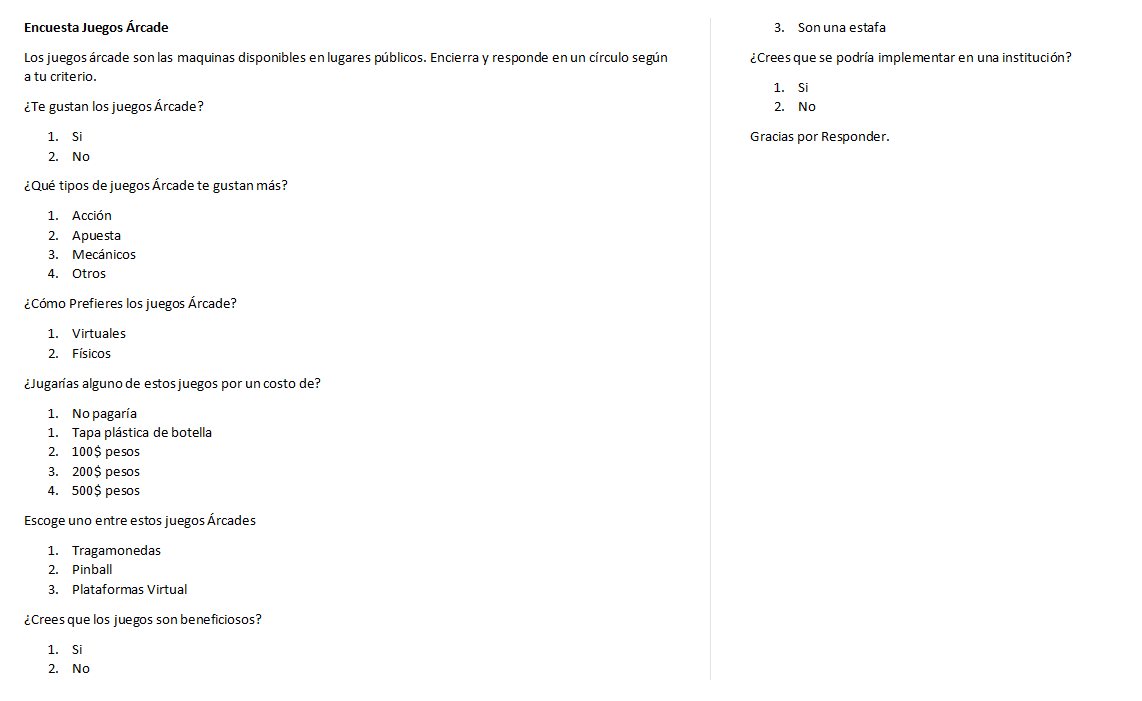 Encuesta Juegos Árcade
Los juegos árcade son las maquinas disponibles en lugares públicos. Encierra y responde en un círculo según
a tu criterio.
¿Te gustan los juegos Árcade?
1. Si
2. No
¿Qué tipos de juegos Árcade te gustan más?
1. Acción
2. Apuesta
3. Mecánicos
4. Otros
¿Cómo Prefieres los juegos Árcade?
1. Virtuales
2. Físicos
¿Jugarías alguno de estos juegos por un costo de?
1. No pagaría
1. Tapa plástica de botella
2. 100$ pesos
3. 200$ pesos
4. 500$ pesos
Escoge uno entre estos juegos Árcades
1. Tragamonedas
2. Pinball
3. Plataformas Virtual
¿Crees que los juegos son beneficiosos?
1. Si
2. No
3. Son una estafa
¿Crees que se podría implementar en una institución?
1. Si
2. No
Gracias por Responder.